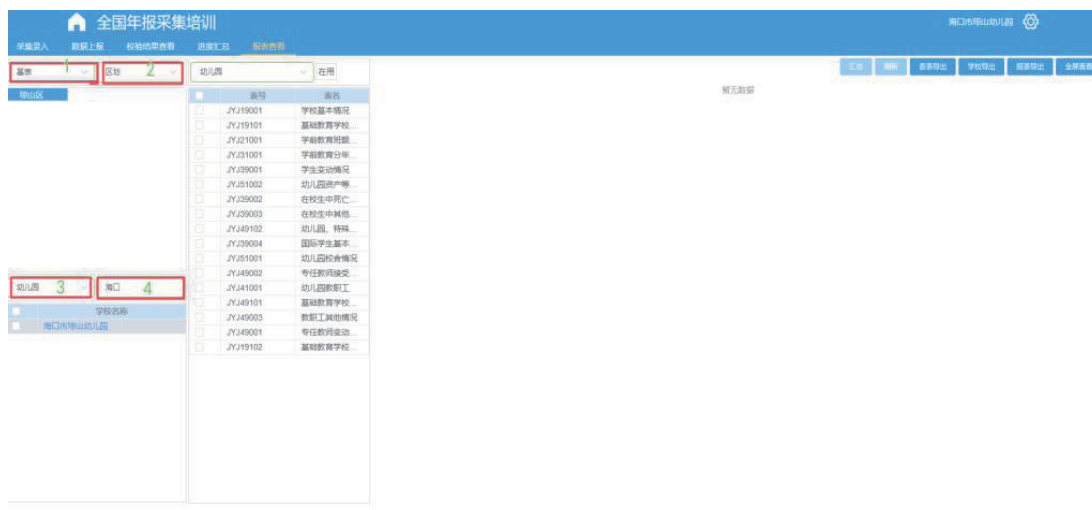 全国年报采集培训
海口市琼山幼儿园
采集录入 数据上报 校验结果查看 进度汇总 报表查看
基表 1 区划 2 幼儿园 在用
汇总 刷新 查表导出 学校导出 报表导出 全屏查看
琼山区
暂无数据
表号 表名
JYJ19001 学校基本情况
JYJ19101 基础教育学校...
JYJ21001 学前教育班额...
JYJ31001 学前教育分年...
JYJ39001 学生变动情况
JYJ51002 幼儿园资产等...
JYJ39002 在校生中死亡...
JYJ39003 在校生中其他...
JYJ49102 幼儿园、特殊...
JYJ39004 国际学生基本...
JYJ51001 幼儿园校舍情况
JYJ49002 专任教师接受...
JYJ41001 幼儿园教职工
JYJ49101 基础教育学校...
JYJ49003 教职工其他情况
JYJ49001 专任教师变动...
JYJ19102 基础教育学校...
幼儿园 3 海口 4
学校名称
海口市琼山幼儿园